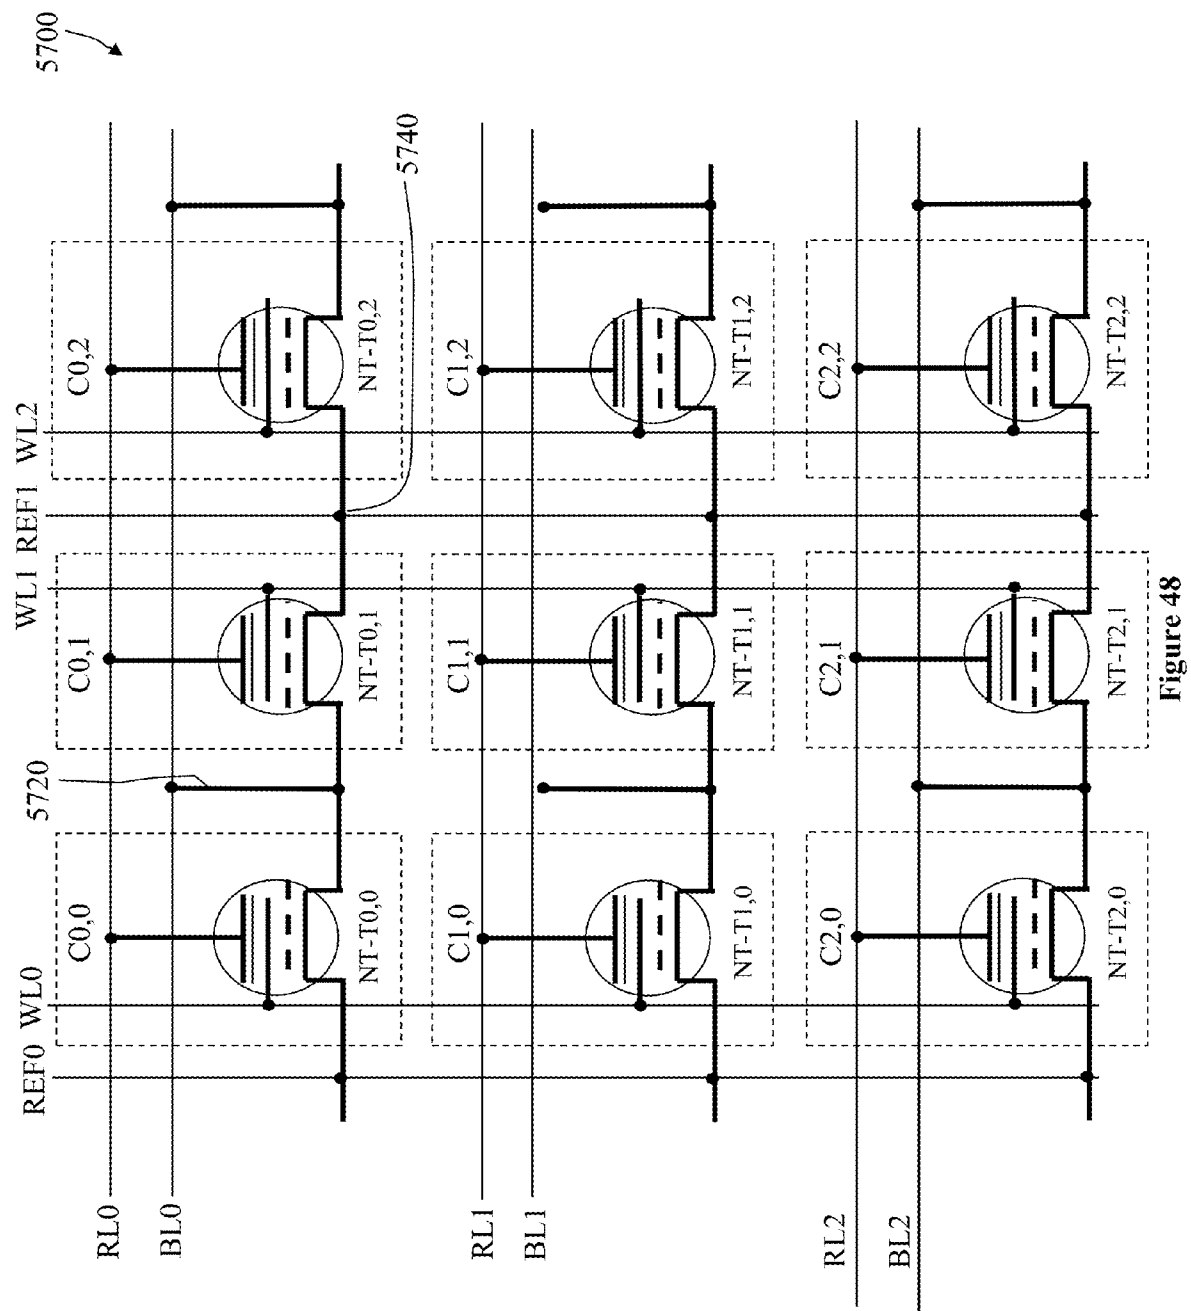 5700
REF0 WL0 WL1 REF1 WL2
RL0
BL0
C0,0 C0,1 C0,2
5720
5740
NT-T0,0 NT-T0,1 NT-T0,2
RL1
BL1
C1,0 C1,1 C1,2
NT-T1,0 NT-T1,1 NT-T1,2
RL2
BL2
C2,0 C2,1 C2,2
NT-T2,0 NT-T2,1 NT-T2,2
Figure 48